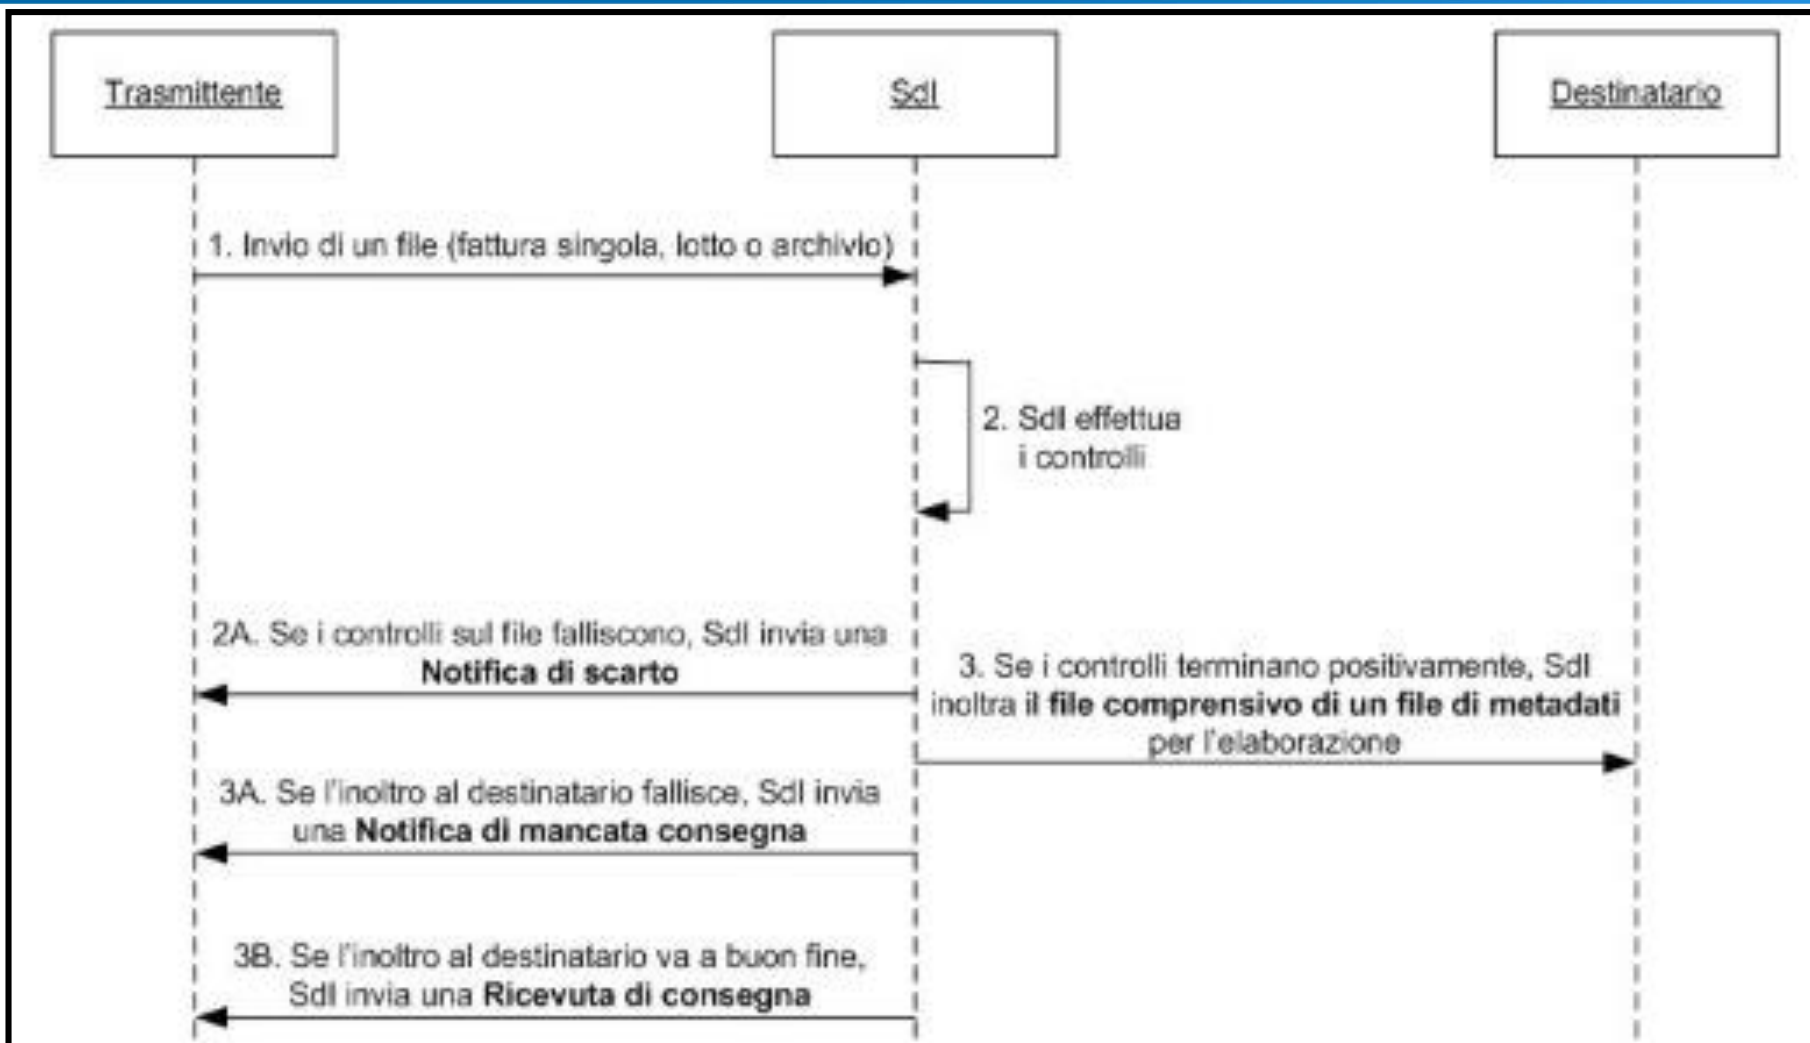 Trasmittente
SdI
Destinatario
1. Invio di un file (fattura singola, lotto o archivio)
2. SdI effettua
i controlli
2A. Se i controlli sul file falliscono, SdI invia una
Notifica di scarto
3. Se i controlli terminano positivamente, SdI
inoltra il file comprensivo di un file di metadati
per l'elaborazione
3A. Se l'inoltro al destinatario fallisce, SdI invia
una Notifica di mancata consegna
3B. Se l'inoltro al destinatario va a buon fine,
SdI invia una Ricevuta di consegna